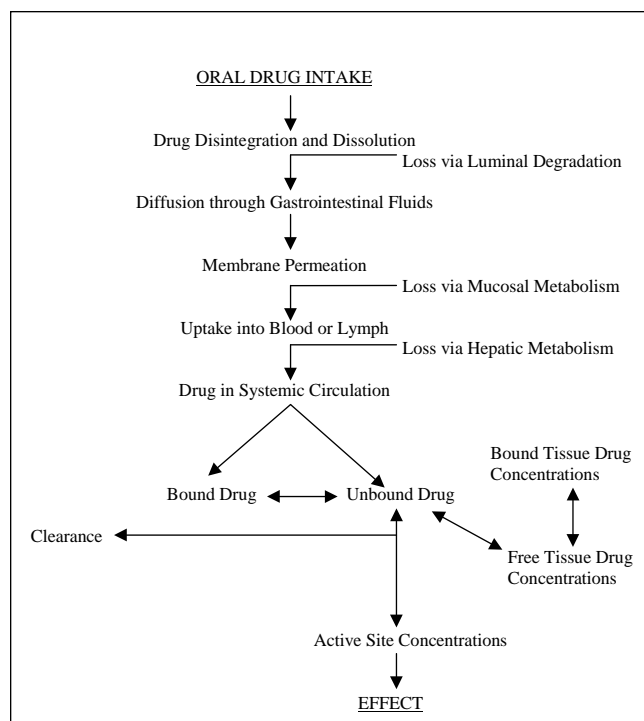 ORAL DRUG INTAKE
Drug Disintegration and Dissolution
Loss via Luminal Degradation
Diffusion through Gastrointestinal Fluids
Membrane Permeation
Loss via Mucosal Metabolism
Uptake into Blood or Lymph
Loss via Hepatic Metabolism
Drug in Systemic Circulation
Bound Tissue Drug
Concentrations
Bound Drug
Unbound Drug
Clearance
Free Tissue Drug
Concentrations
Active Site Concentrations
EFFECT